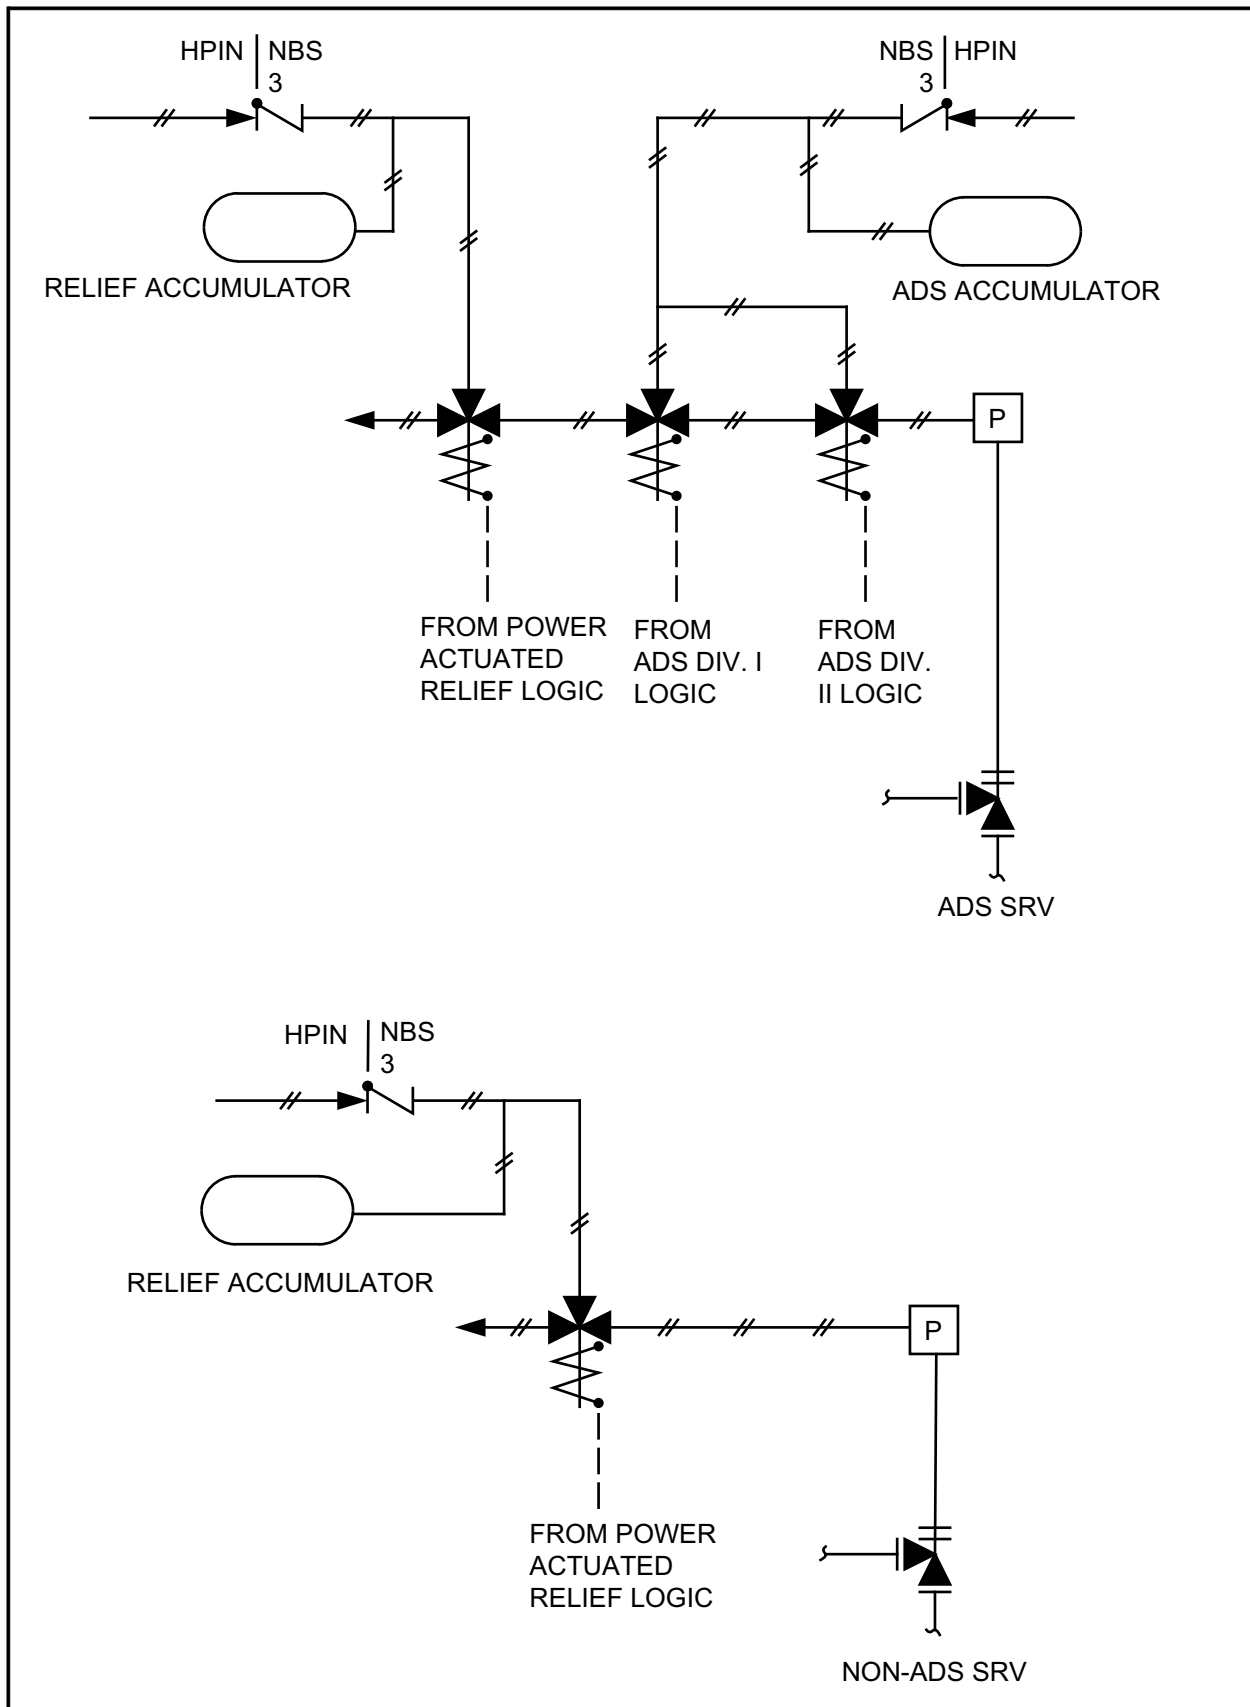 HPIN NBS
3
NBS HPIN
3
RELIEF ACCUMULATOR
ADS ACCUMULATOR
P
FROM POWER
ACTUATED
RELIEF LOGIC
FROM
ADS DIV. I
LOGIC
FROM
ADS DIV.
II LOGIC
ADS SRV
HPIN NBS
3
RELIEF ACCUMULATOR
P
FROM POWER
ACTUATED
RELIEF LOGIC
NON-ADS SRV